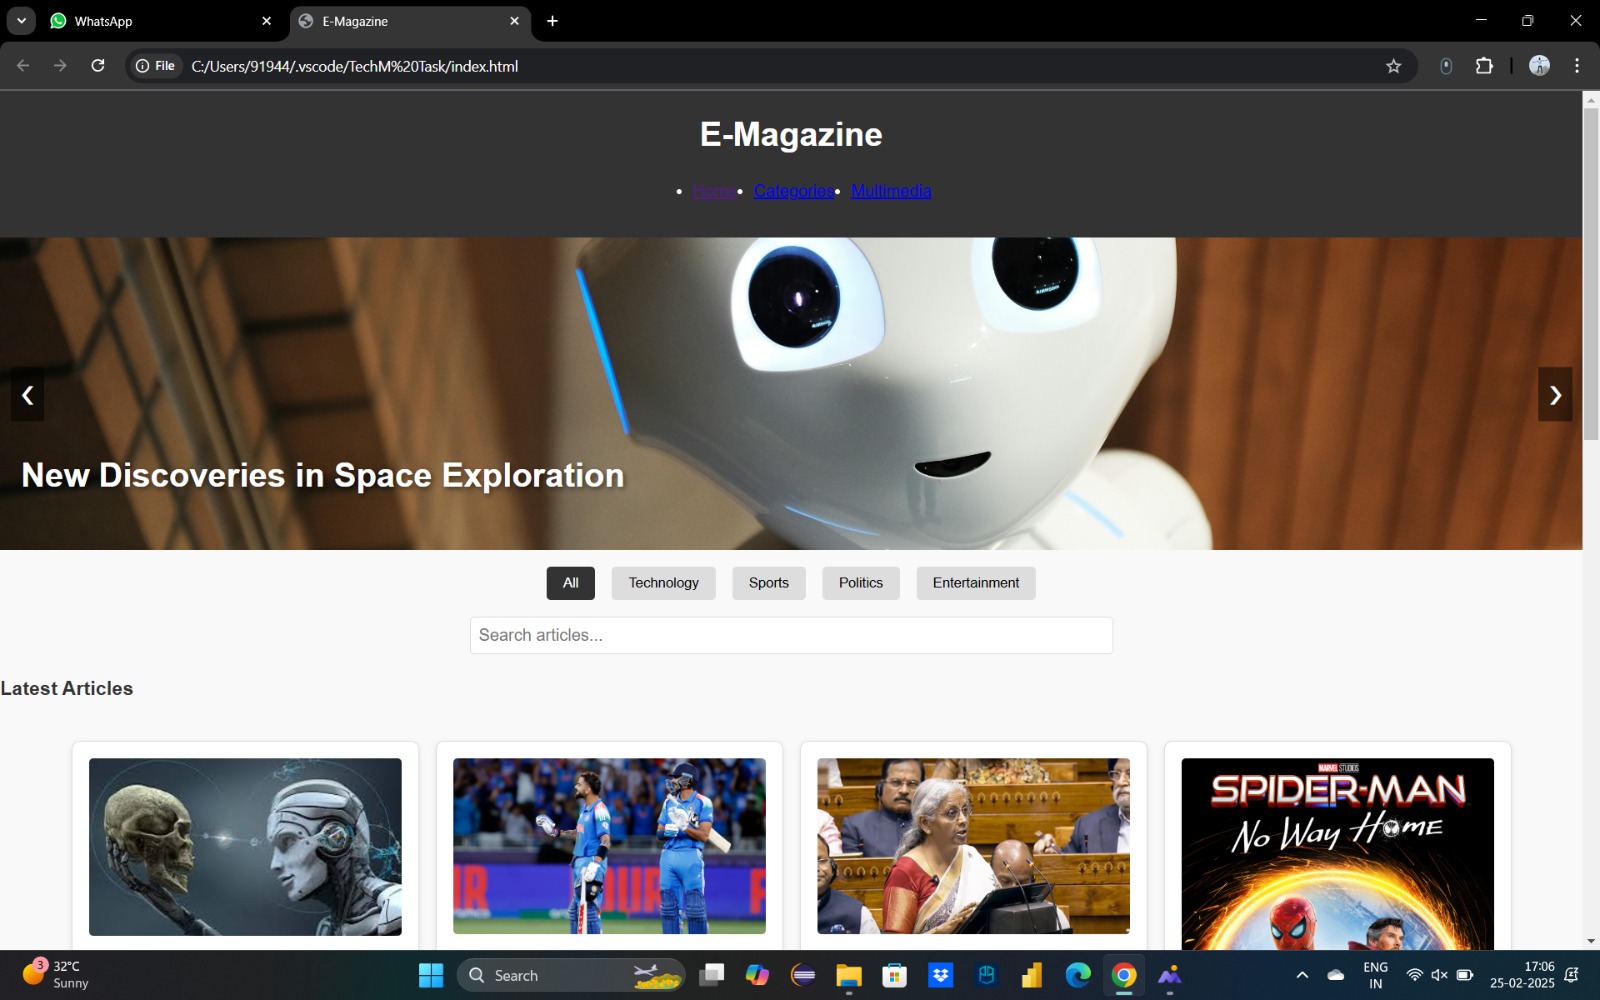 WhatsApp
E-Magazine
File
C:/Users/91944/.vscode/TechM%20Task/index.html
E-Magazine
• Home • Categories • Multimedia
❮
❯
New Discoveries in Space Exploration
All Technology Sports Politics Entertainment
Search articles...
Latest Articles
MARVEL STUDIOS
SPIDER-MAN
NO WAY HOME
3
32°C
Sunny
Search
ENG
IN
17:06
25-02-2025